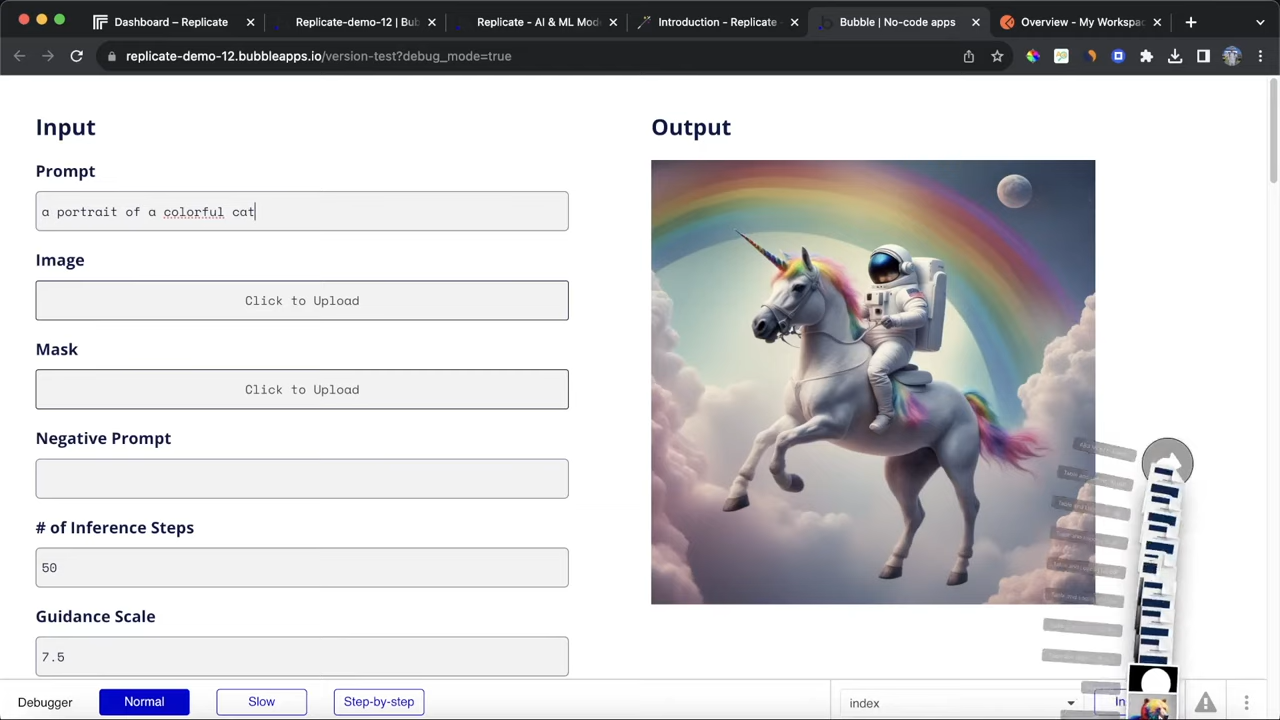 Dashboard – Replicate
Replicate-demo-12 | Bub
Replicate - AI & ML Mod
Introduction - Replicate
Bubble | No-code apps
Overview - My Workspac
replicate-demo-12.bubbleapps.io/version-test?debug_mode=true
Input
Output
Prompt
a portrait of a colorful cat
Image
Click to Upload
Mask
Click to Upload
Negative Prompt
# of Inference Steps
50
Guidance Scale
7.5
Debugger
Normal
Slow
Step-by-step
index
In